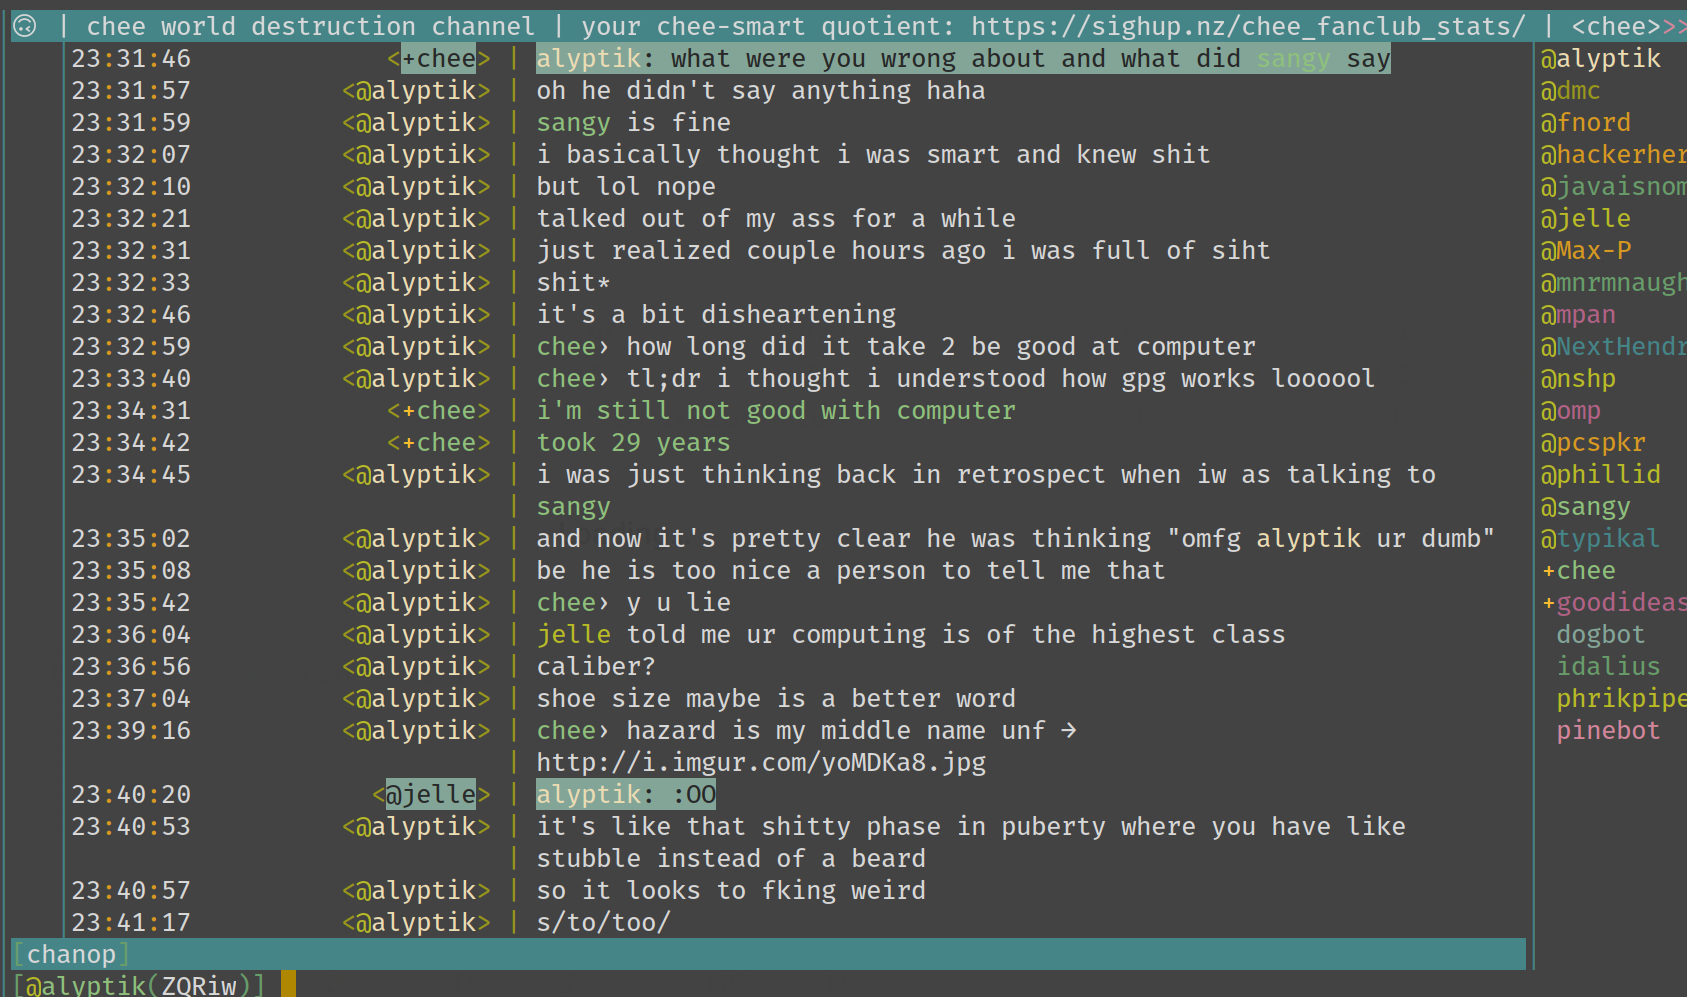 🙃 | chee world destruction channel | your chee-smart quotient: https://sighup.nz/chee_fanclub_stats/ | <chee>>>
23:31:46 <+chee> | alyptik: what were you wrong about and what did sangy say
23:31:57 <@alyptik> | oh he didn't say anything haha
23:31:59 <@alyptik> | sangy is fine
23:32:07 <@alyptik> | i basically thought i was smart and knew shit
23:32:10 <@alyptik> | but lol nope
23:32:21 <@alyptik> | talked out of my ass for a while
23:32:31 <@alyptik> | just realized couple hours ago i was full of siht
23:32:33 <@alyptik> | shit*
23:32:46 <@alyptik> | it's a bit disheartening
23:32:59 <@alyptik> | chee› how long did it take 2 be good at computer
23:33:40 <@alyptik> | chee› tl;dr i thought i understood how gpg works loooool
23:34:31 <+chee> | i'm still not good with computer
23:34:42 <+chee> | took 29 years
23:34:45 <@alyptik> | i was just thinking back in retrospect when iw as talking to
| sangy
23:35:02 <@alyptik> | and now it's pretty clear he was thinking "omfg alyptik ur dumb"
23:35:08 <@alyptik> | be he is too nice a person to tell me that
23:35:42 <@alyptik> | chee› y u lie
23:36:04 <@alyptik> | jelle told me ur computing is of the highest class
23:36:56 <@alyptik> | caliber?
23:37:04 <@alyptik> | shoe size maybe is a better word
23:39:16 <@alyptik> | chee› hazard is my middle name unf →
| http://i.imgur.com/yoMDKa8.jpg
23:40:20 <@jelle> | alyptik: :OO
23:40:53 <@alyptik> | it's like that shitty phase in puberty where you have like
| stubble instead of a beard
23:40:57 <@alyptik> | so it looks to fking weird
23:41:17 <@alyptik> | s/to/too/
[chanop]
[@alyptik(ZQRiw)]
@alyptik
@dmc
@fnord
@hackerher
@javaisnom
@jelle
@Max-P
@mnrmnaugh
@mpan
@NextHendr
@nshp
@omp
@pcspkr
@phillid
@sangy
@typikal
+chee
+goodideas
dogbot
idalius
phrikpipe
pinebot